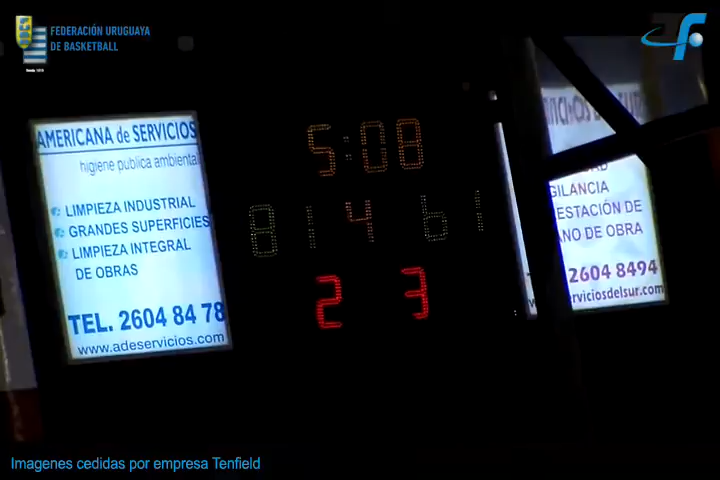 FEDERACIÓN URUGUAYA
DE BASKETBALL
AMERICANA de SERVICIOS
higiene publica ambiental
LIMPIEZA INDUSTRIAL
GRANDES SUPERFICIES
LIMPIEZA INTEGRAL
DE OBRAS
TEL. 2604 84 78
www.adeservicios.com
5:08
81 4 61
2 3
GILANCIA
ESTACIÓN DE
ANO DE OBRA
2604 8494
rviciosdelsur.com
Imagenes cedidas por empresa Tenfield